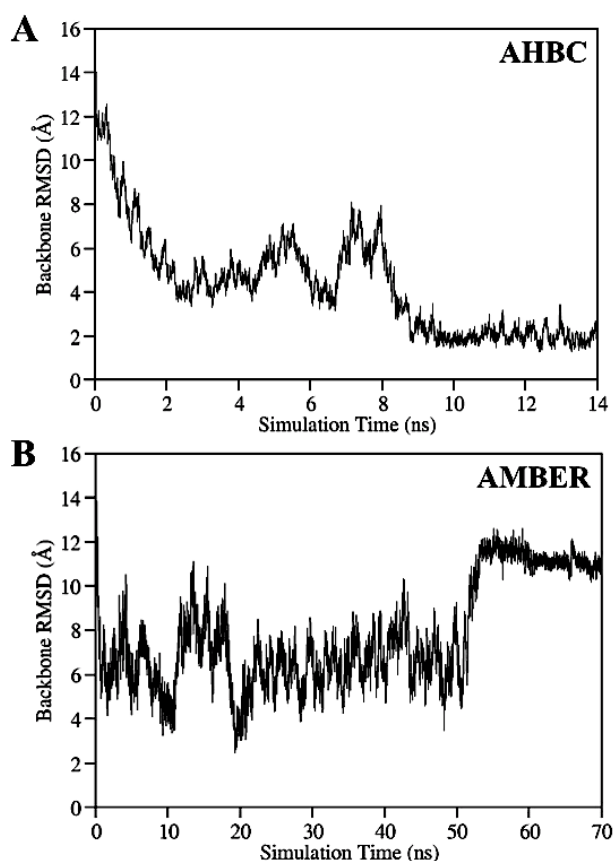 A
AHBC
Backbone RMSD (Å)
16
14
12
10
8
6
4
2
0
0 2 4 6 8 10 12 14
Simulation Time (ns)
B
AMBER
Backbone RMSD (Å)
16
14
12
10
8
6
4
2
0
0 10 20 30 40 50 60 70
Simulation Time (ns)